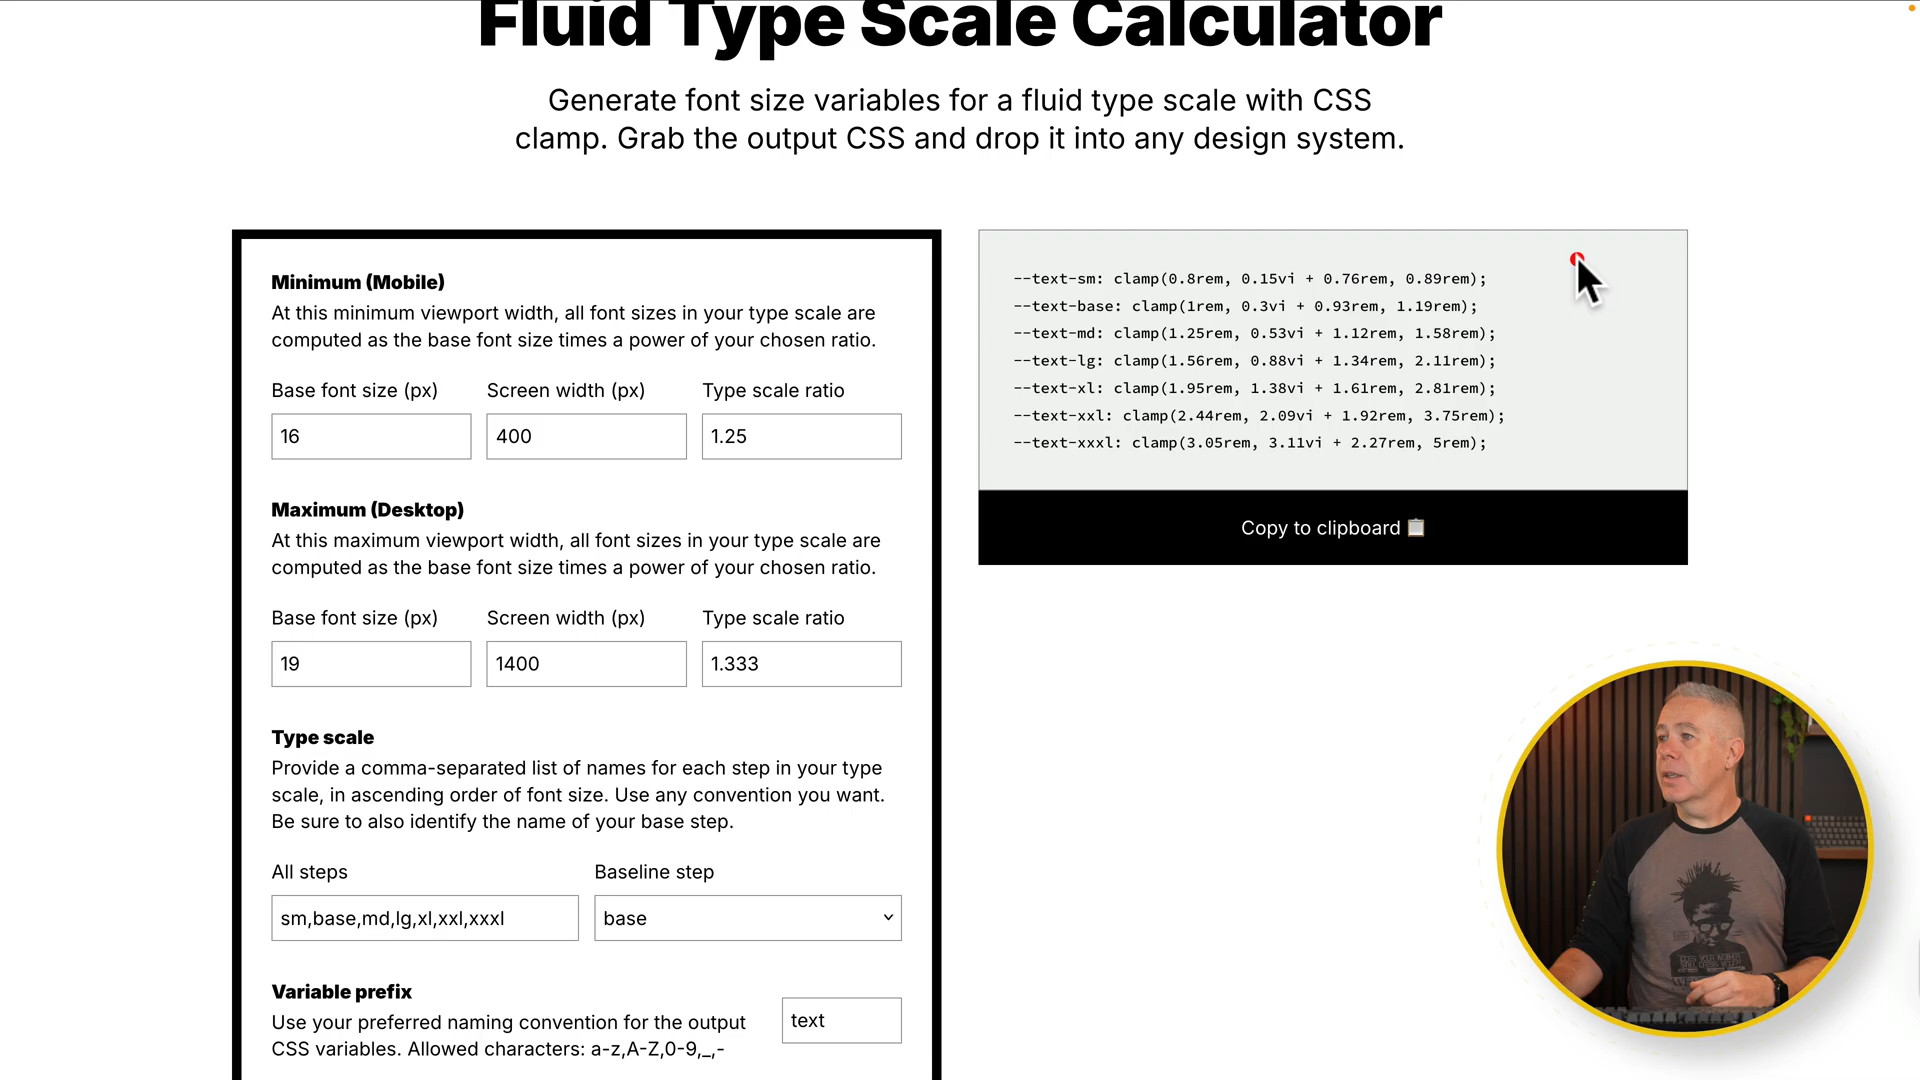 Fluid Type Scale Calculator
Generate font size variables for a fluid type scale with CSS
clamp. Grab the output CSS and drop it into any design system.
Minimum (Mobile)
At this minimum viewport width, all font sizes in your type scale are
computed as the base font size times a power of your chosen ratio.
Base font size (px) Screen width (px) Type scale ratio
16 400 1.25
Maximum (Desktop)
At this maximum viewport width, all font sizes in your type scale are
computed as the base font size times a power of your chosen ratio.
Base font size (px) Screen width (px) Type scale ratio
19 1400 1.333
Type scale
Provide a comma-separated list of names for each step in your type
scale, in ascending order of font size. Use any convention you want.
Be sure to also identify the name of your base step.
All steps Baseline step
sm,base,md,lg,xl,xxl,xxxl base
Variable prefix
Use your preferred naming convention for the output
CSS variables. Allowed characters: a-z,A-Z,0-9,_,-
text
--text-sm: clamp(0.8rem, 0.15vi + 0.76rem, 0.89rem);
--text-base: clamp(1rem, 0.3vi + 0.93rem, 1.19rem);
--text-md: clamp(1.25rem, 0.53vi + 1.12rem, 1.58rem);
--text-lg: clamp(1.56rem, 0.88vi + 1.34rem, 2.11rem);
--text-xl: clamp(1.95rem, 1.38vi + 1.61rem, 2.81rem);
--text-xxl: clamp(2.44rem, 2.09vi + 1.92rem, 3.75rem);
--text-xxxl: clamp(3.05rem, 3.11vi + 2.27rem, 5rem);
Copy to clipboard 📋